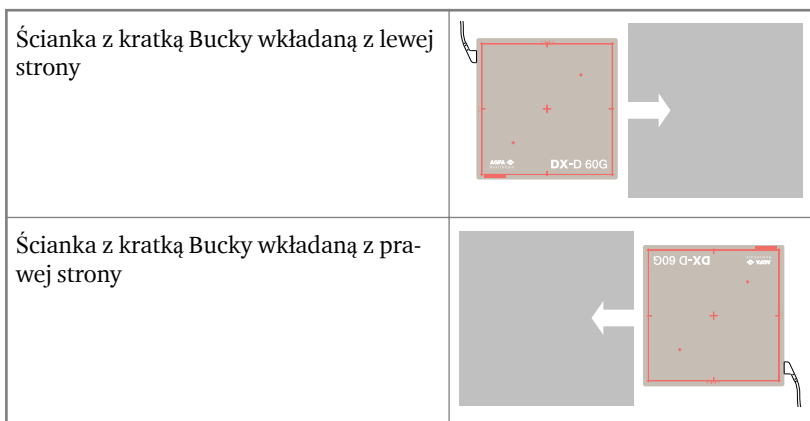 Ścianka z kratką Bucky wkładaną z lewej
strony
AGFA
DX-D 60G
Ścianka z kratką Bucky wkładaną z pra-
wej strony
DX-D 60G
AGFA